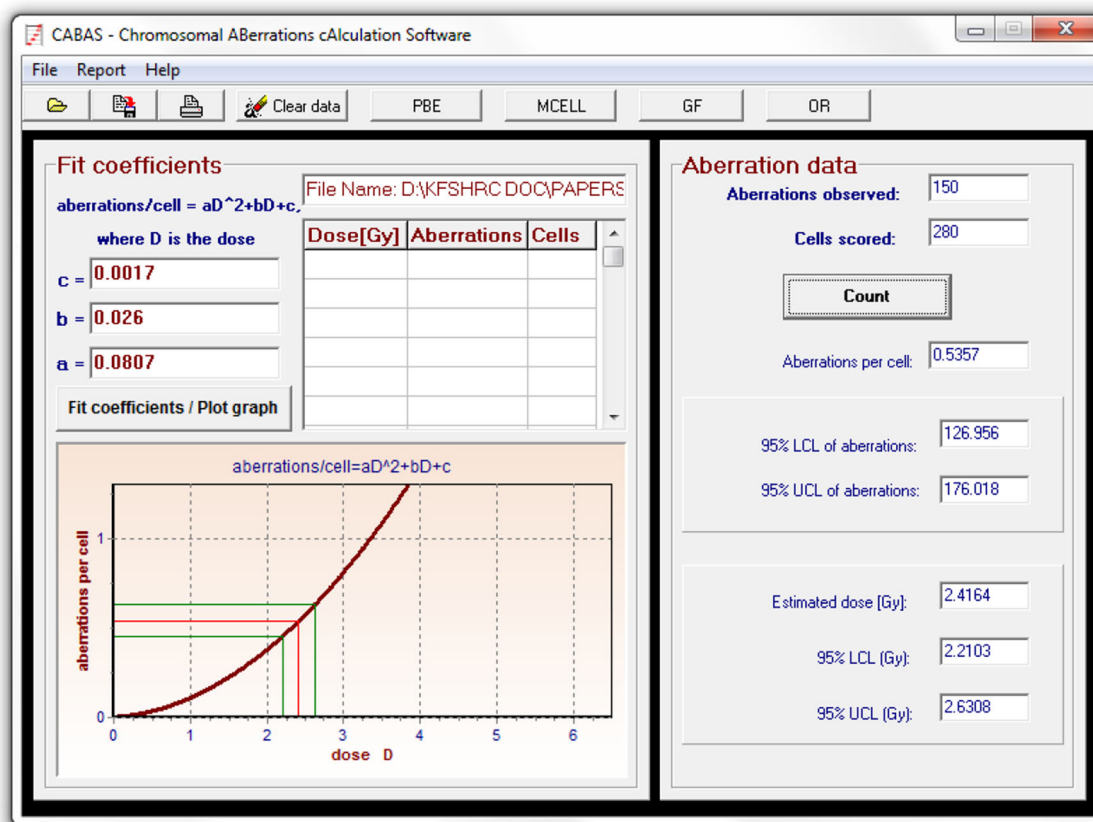 CABAS - Chromosomal ABerrations cAlculation Software
File Report Help
Clear data PBE MCELL GF OR
Fit coefficients
aberrations/cell = aD^2+bD+c,
where D is the dose
c = 0.0017
b = 0.026
a = 0.0807
Fit coefficients / Plot graph
File Name: D:\KFSHRC DOC\PAPERS
Dose[Gy] Aberrations Cells
aberrations/cell=aD^2+bD+c
aberrations per cell
1
0
0 1 2 3 4 5 6
dose D
Aberration data
Aberrations observed: 150
Cells scored: 280
Count
Aberrations per cell: 0.5357
95% LCL of aberrations: 126.956
95% UCL of aberrations: 176.018
Estimated dose [Gy]: 2.4164
95% LCL (Gy): 2.2103
95% UCL (Gy): 2.6308